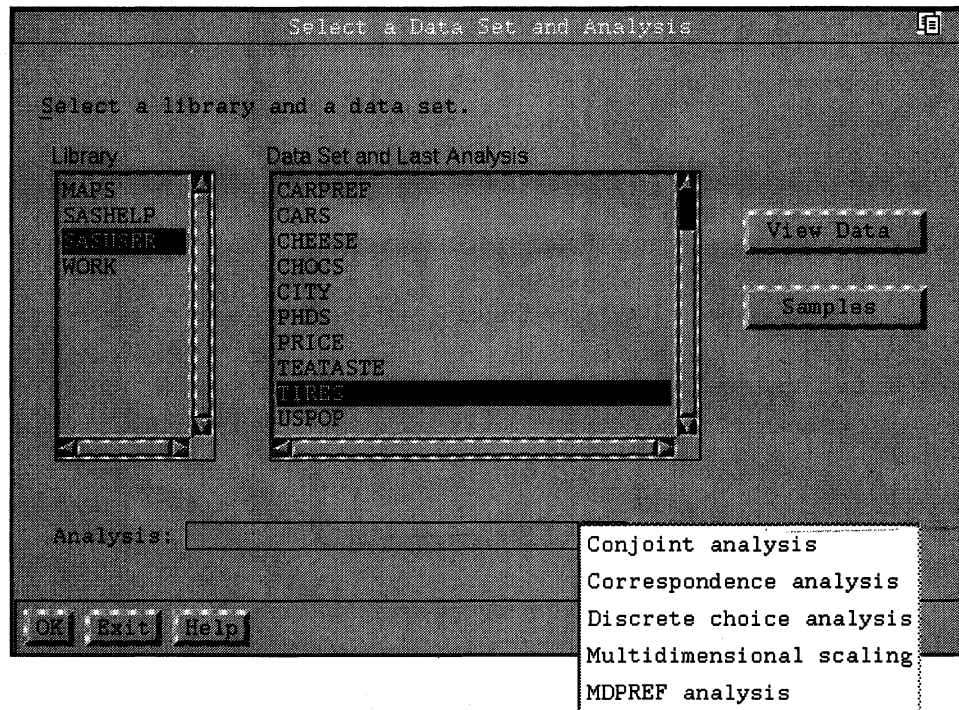 Select a Data Set and Analysis
Select a library and a data set.
Library
Data Set and Last Analysis
MAPS
SASHELP
SASUSER
WORK
CARPREF
CARS
CHEESE
CHOCS
CITY
PHDS
PRICE
TEATASTE
TIRES
USPOP
View Data
Samples
Analysis:
Conjoint analysis
Correspondence analysis
Discrete choice analysis
Multidimensional scaling
MDPREF analysis
OK Exit Help